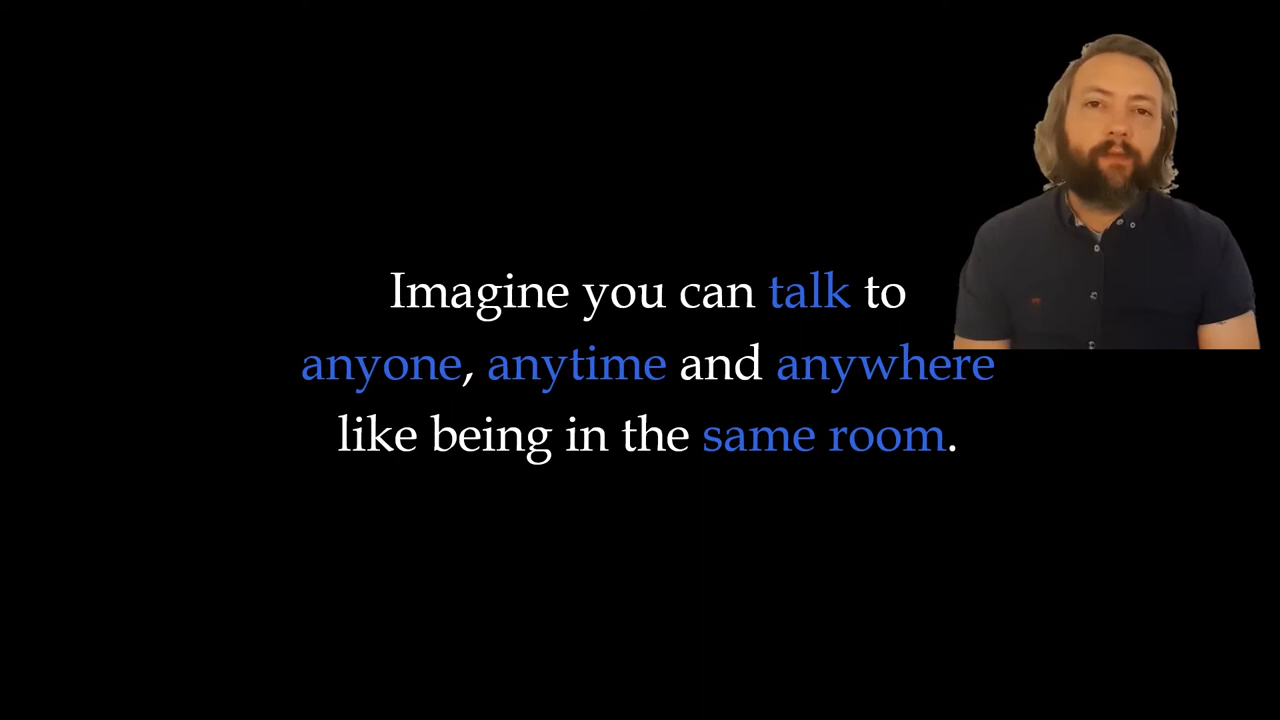 Imagine you can talk to
anyone, anytime and anywhere
like being in the same room.